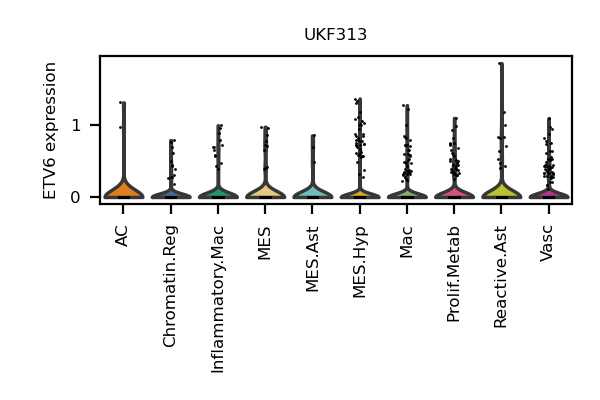 UKF313
ETV6 expression
1
0
AC
Chromatin.Reg
Inflammatory.Mac
MES
MES.Ast
MES.Hyp
Mac
Prolif.Metab
Reactive.Ast
Vasc